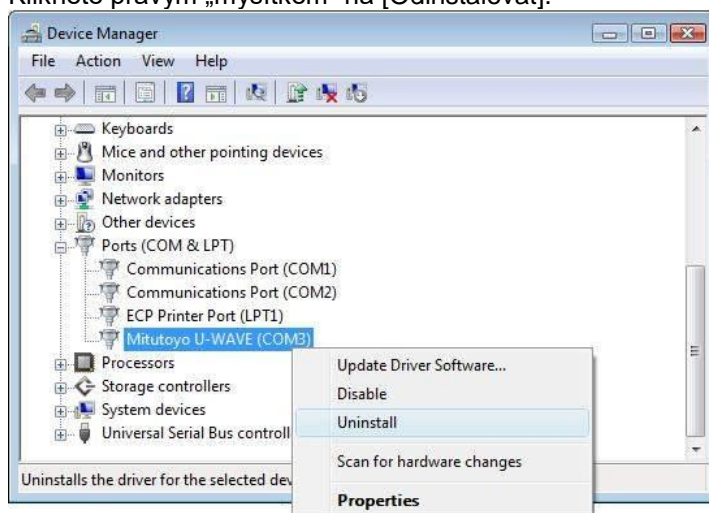 Klikněte pravým „myšítkem“ na [Odinstalovat].
Device Manager
File Action View Help
Keyboards
Mice and other pointing devices
Monitors
Network adapters
Other devices
Ports (COM & LPT)
Communications Port (COM1)
Communications Port (COM2)
ECP Printer Port (LPT1)
Mitutoyo U-WAVE (COM3)
Processors
Storage controllers
System devices
Universal Serial Bus controll
Update Driver Software...
Disable
Uninstall
Scan for hardware changes
Properties
Uninstalls the driver for the selected dev